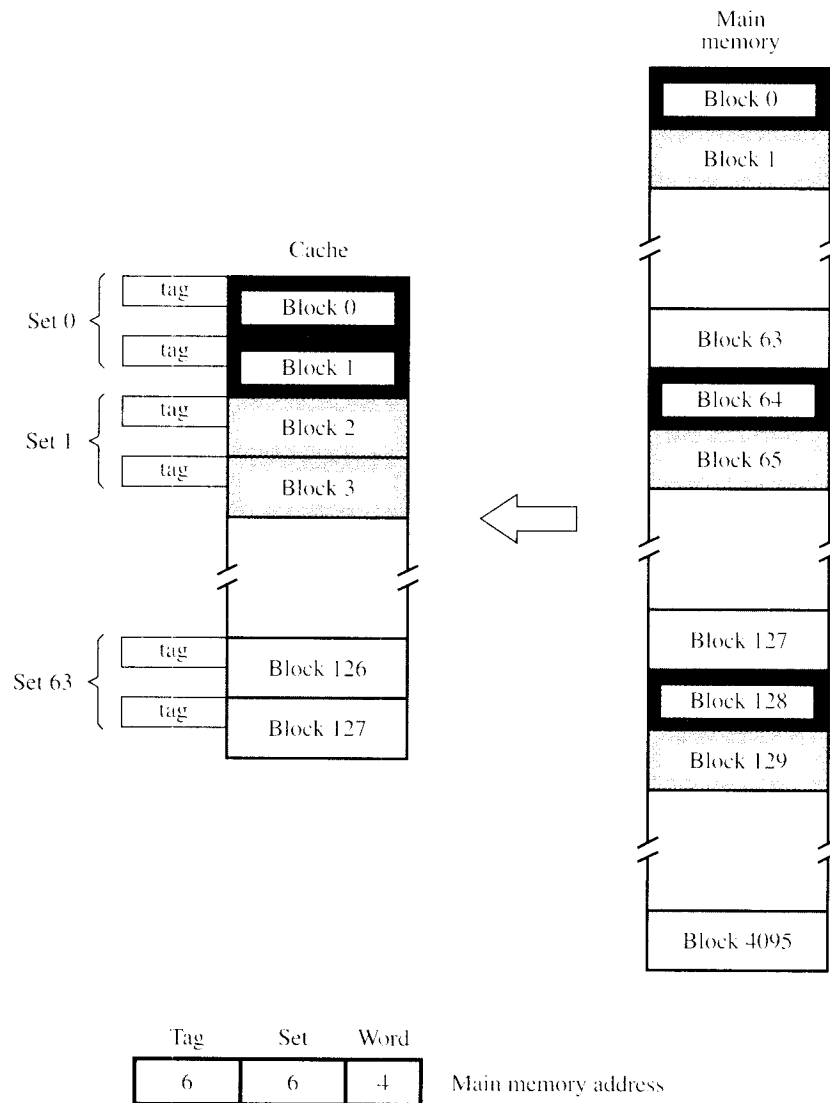 Main
memory
Block 0
Block 1
Cache
tag
Block 0
Set 0
tag
Block 1
Block 63
tag
Block 2
Block 64
Set 1
tag
Block 3
Block 65
tag
Block 126
Block 127
Set 63
tag
Block 127
Block 128
Block 129
Block 4095
Tag Set Word
6 6 4 Main memory address